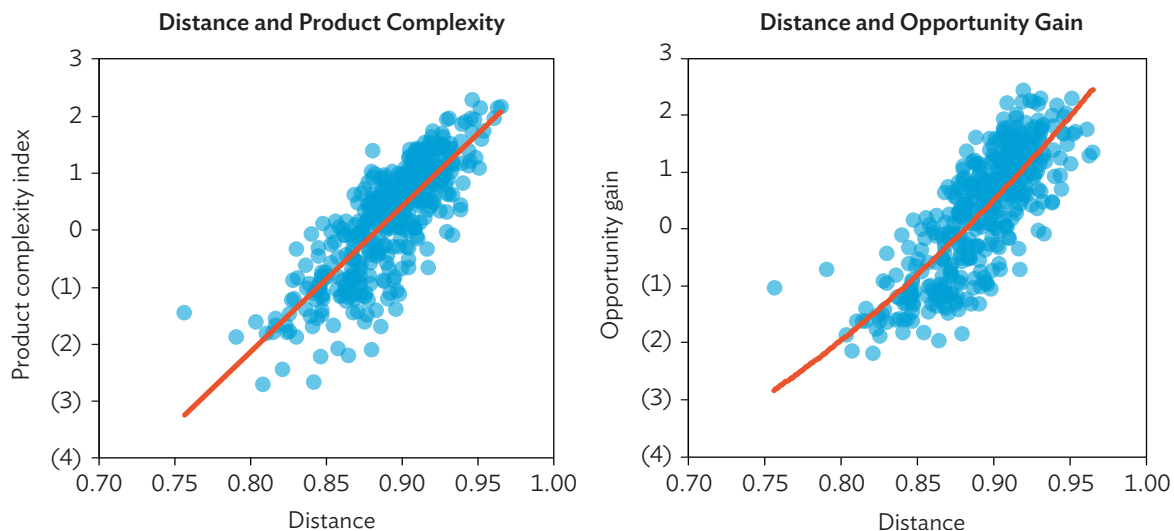 Distance and Product Complexity
Product complexity index
3
2
1
0
(1)
(2)
(3)
(4)
0.70 0.75 0.80 0.85 0.90 0.95 1.00
Distance
Distance and Opportunity Gain
Opportunity gain
3
2
1
0
(1)
(2)
(3)
(4)
0.70 0.75 0.80 0.85 0.90 0.95 1.00
Distance